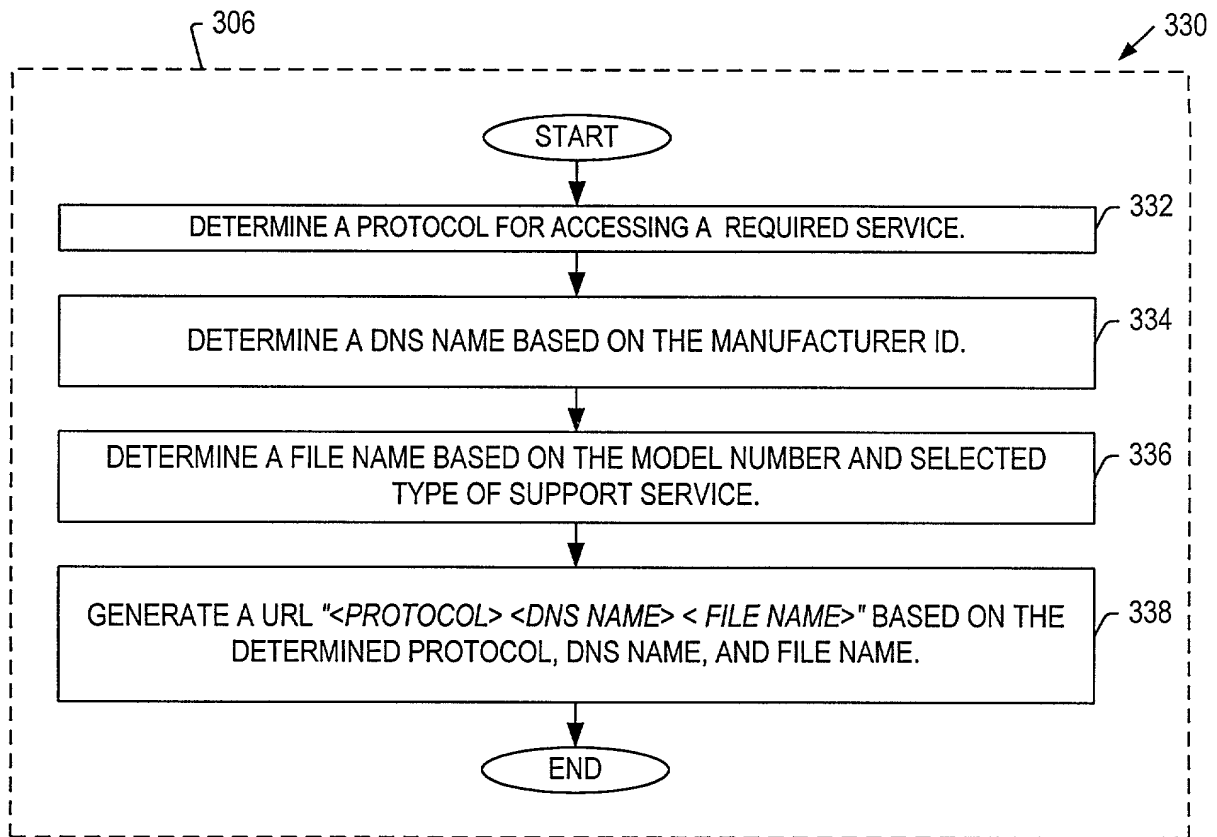 306
330
START
DETERMINE A PROTOCOL FOR ACCESSING A REQUIRED SERVICE.
332
DETERMINE A DNS NAME BASED ON THE MANUFACTURER ID.
334
DETERMINE A FILE NAME BASED ON THE MODEL NUMBER AND SELECTED
TYPE OF SUPPORT SERVICE.
336
GENERATE A URL "<PROTOCOL> <DNS NAME> < FILE NAME>" BASED ON THE
DETERMINED PROTOCOL, DNS NAME, AND FILE NAME.
338
END